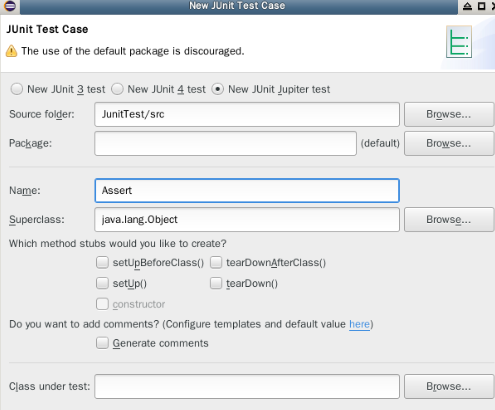 New JUnit Test Case
JUnit Test Case
The use of the default package is discouraged.
New JUnit 3 test New JUnit 4 test New JUnit Jupiter test
Source folder: JunitTest/src Browse...
Package: (default) Browse...
Name: Assert
Superclass: java.lang.Object Browse...
Which method stubs would you like to create?
setUpBeforeClass() tearDownAfterClass()
setUp() tearDown()
constructor
Do you want to add comments? (Configure templates and default value here)
Generate comments
Class under test: Browse...